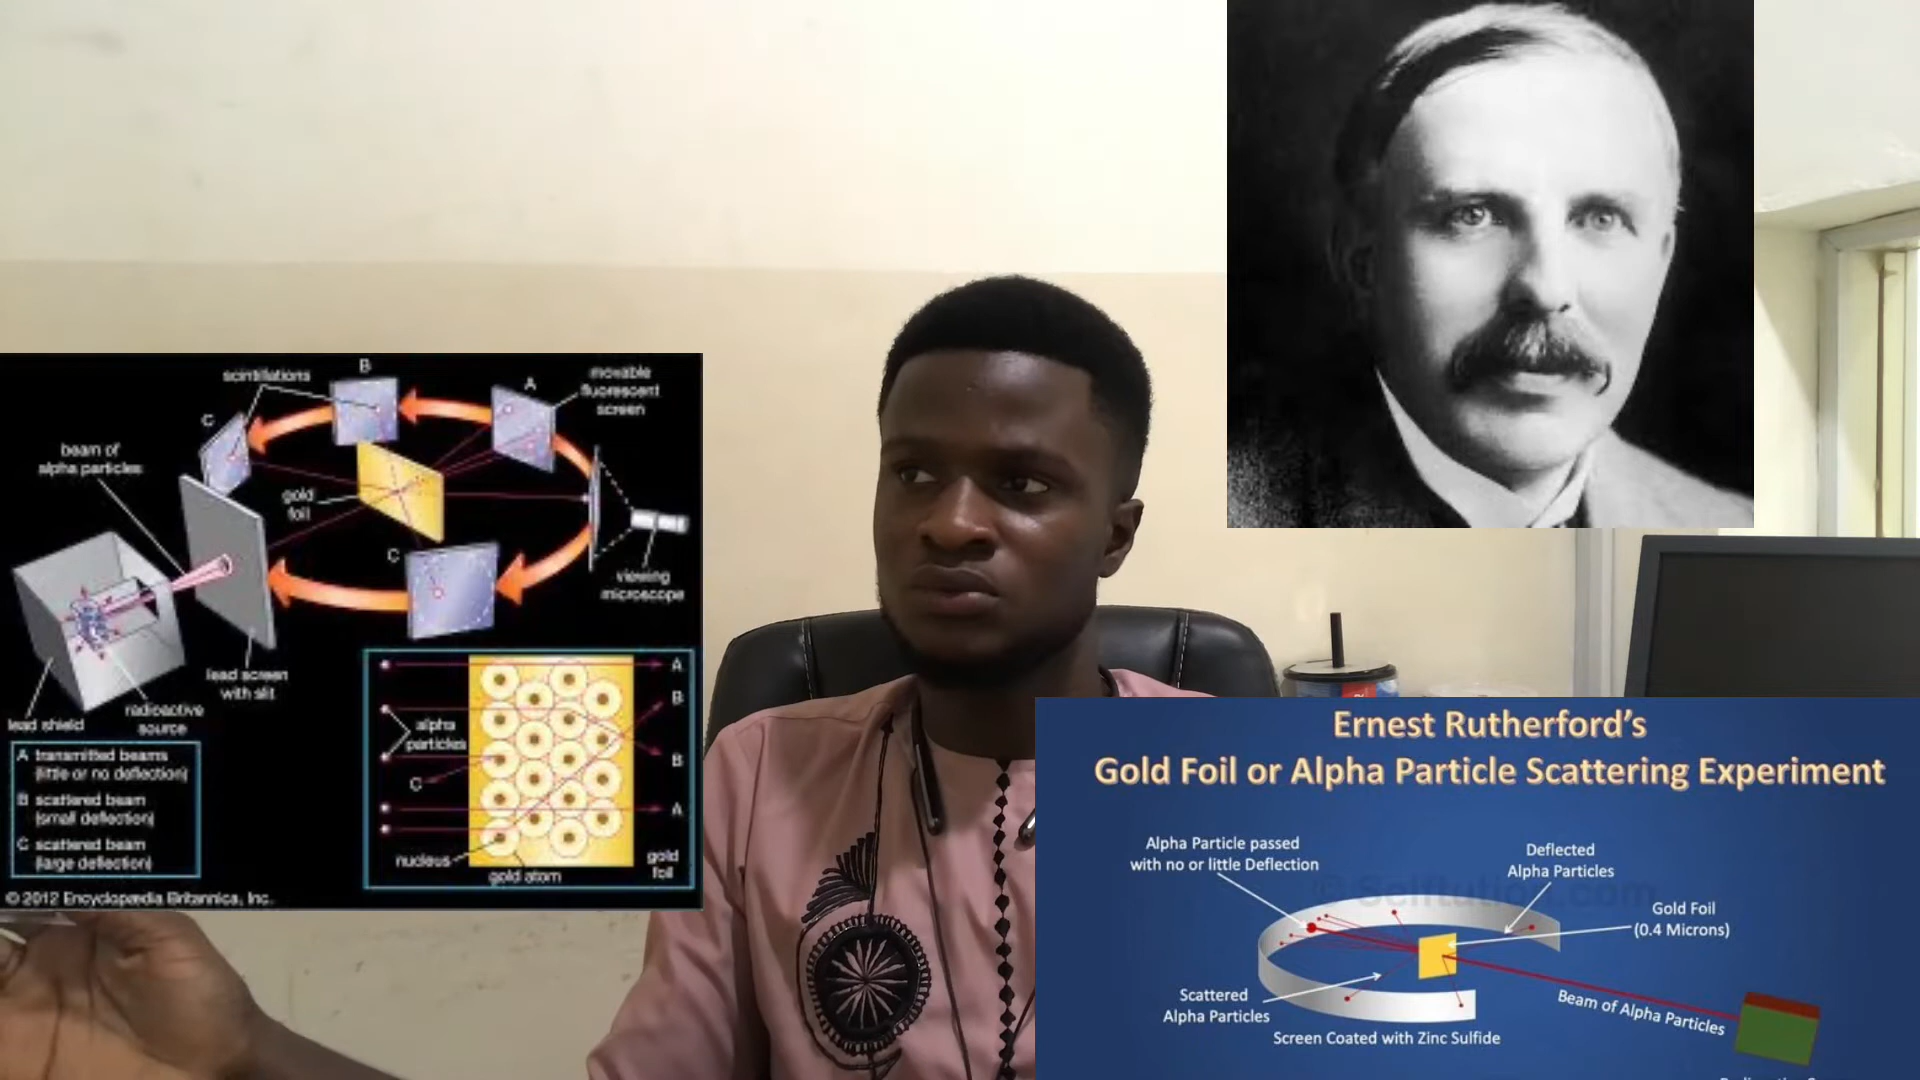 B
scintillations
movable
fluorescent
screen
A
C
beam of
alpha particles
gold
foil
C
viewing
microscope
lead screen
with slit
radioactive
source
lead shield
A transmitted beams
(little or no deflection)
B scattered beam
(small deflection)
C scattered beam
(large deflection)
A
B
alpha
particles
B
C
A
nucleus
gold atom
gold
foil
© 2012 Encyclopædia Britannica, Inc.
Ernest Rutherford’s
Gold Foil or Alpha Particle Scattering Experiment
Alpha Particle passed
with no or little Deflection
Deflected
Alpha Particles
Gold Foil
(0.4 Microns)
Scattered
Alpha Particles
Beam of Alpha Particles
Screen Coated with Zinc Sulfide